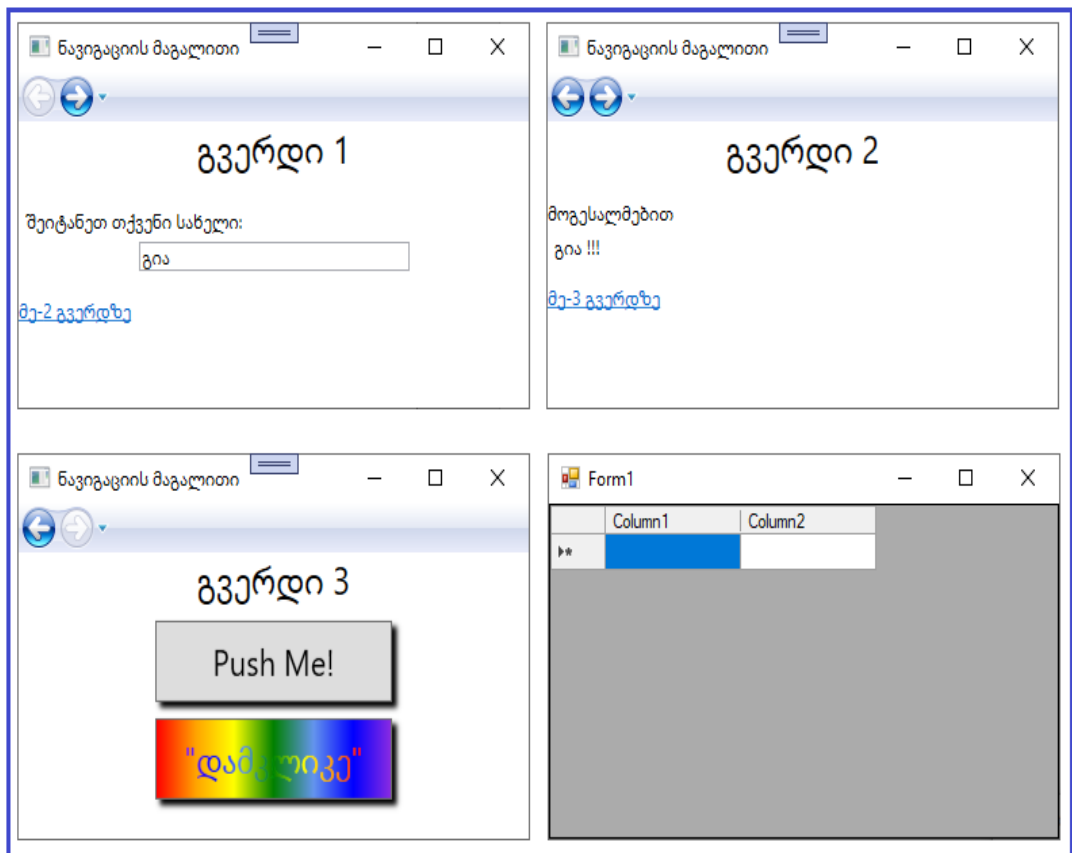 ნავიგაციის მაგალითი
გვერდი 1
შეიტანეთ თქვენი სახელი:
გია
მე-2 გვერდზე
ნავიგაციის მაგალითი
გვერდი 2
მოგესალმებით
გია !!!
მე-3 გვერდზე
ნავიგაციის მაგალითი
გვერდი 3
Push Me!
"დამკლიკე"
Form1
Column1 Column2